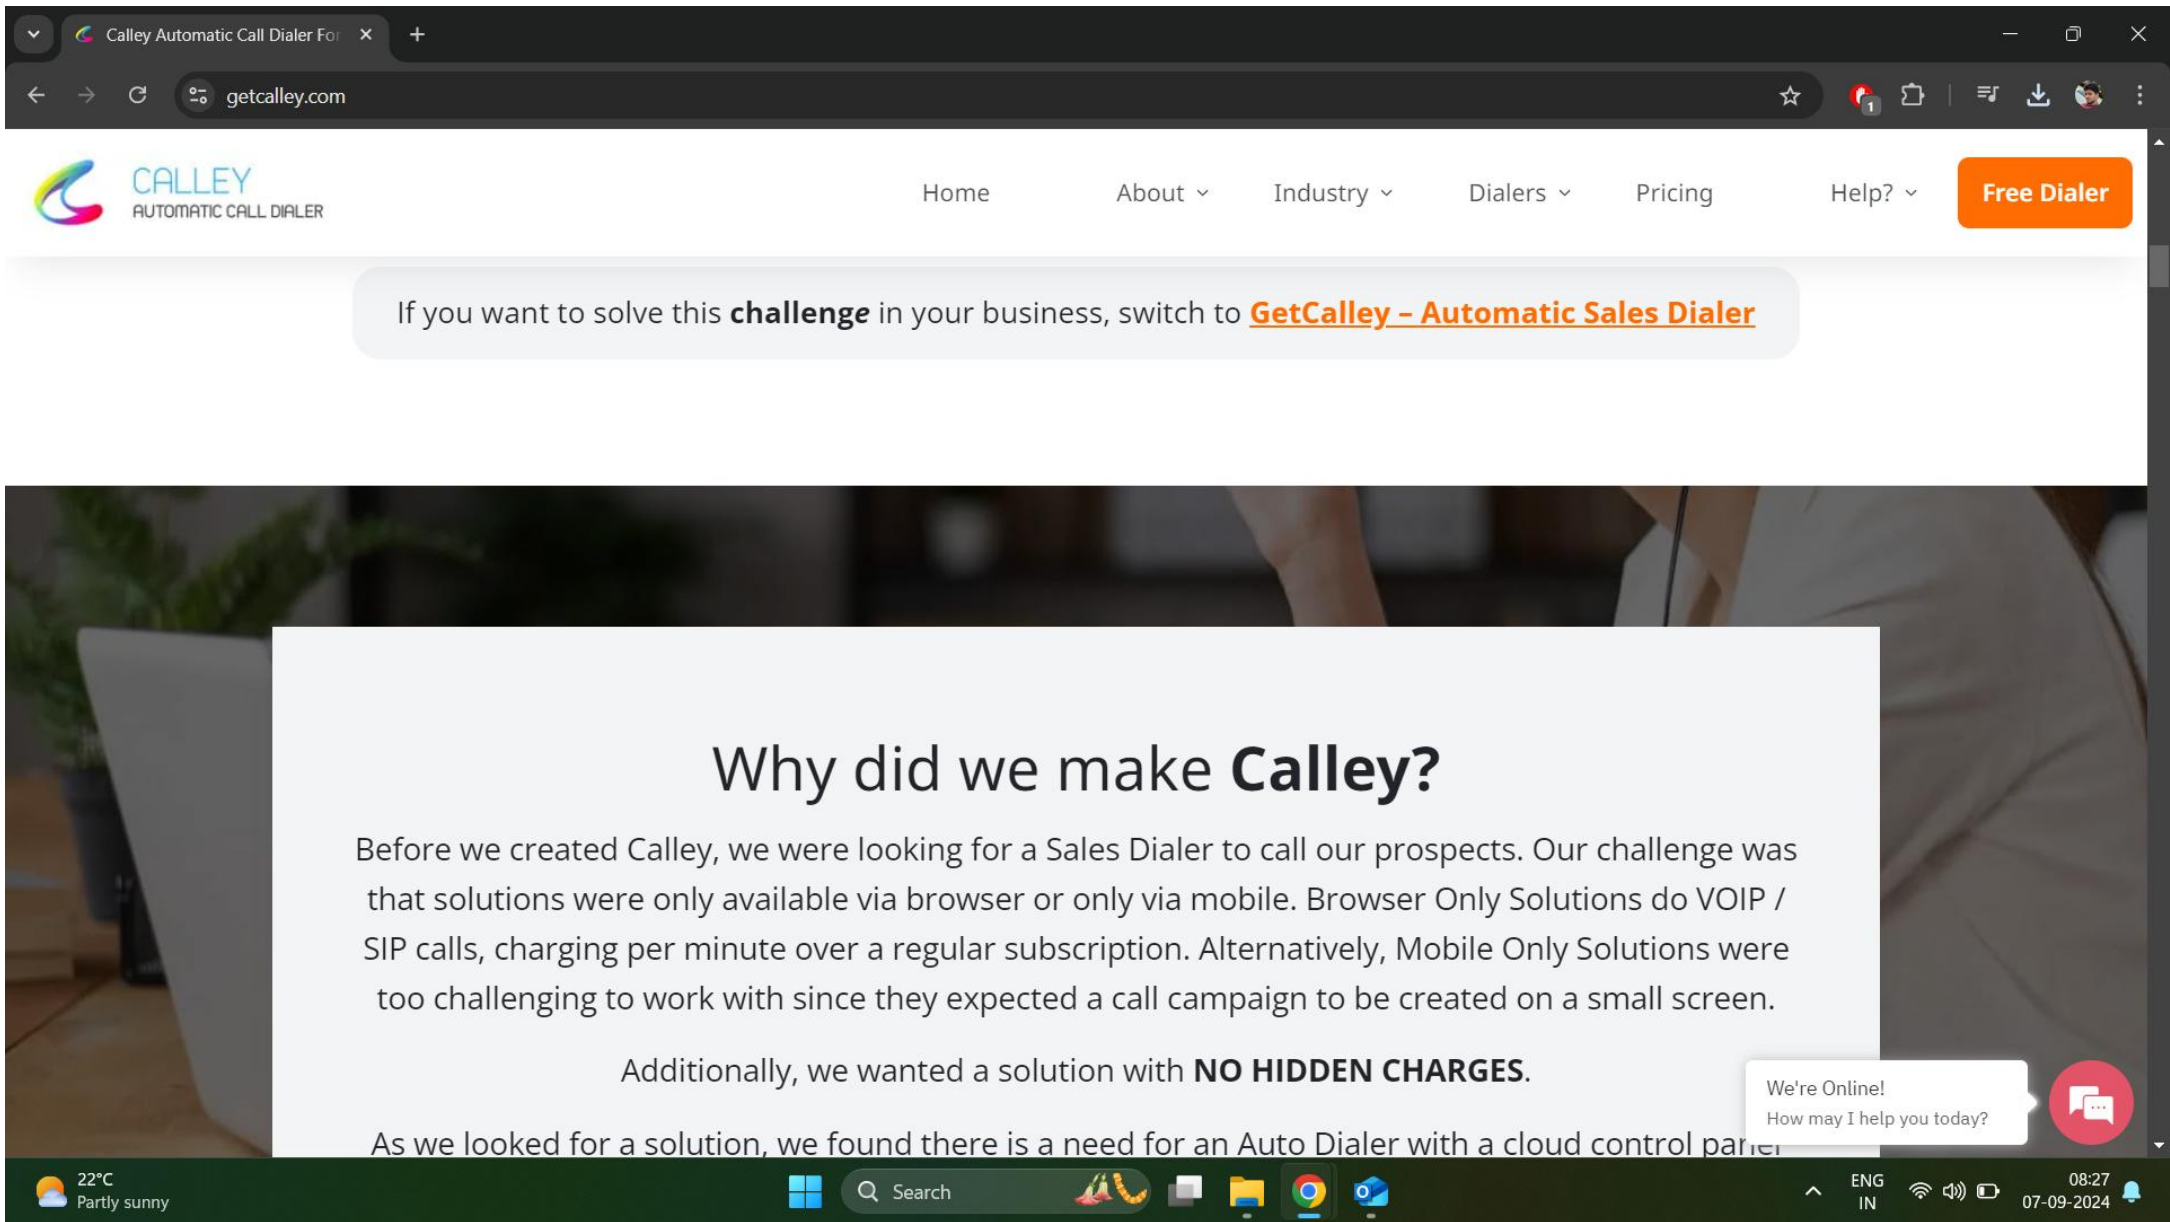 Calley Automatic Call Dialer For
getcalley.com
1
CALLEY
AUTOMATIC CALL DIALER
Home About Industry Dialers Pricing Help? Free Dialer
If you want to solve this challenge in your business, switch to GetCalley – Automatic Sales Dialer
Why did we make Calley?
Before we created Calley, we were looking for a Sales Dialer to call our prospects. Our challenge was
that solutions were only available via browser or only via mobile. Browser Only Solutions do VOIP /
SIP calls, charging per minute over a regular subscription. Alternatively, Mobile Only Solutions were
too challenging to work with since they expected a call campaign to be created on a small screen.
Additionally, we wanted a solution with NO HIDDEN CHARGES.
As we looked for a solution, we found there is a need for an Auto Dialer with a cloud control panel
We're Online!
How may I help you today?
22°C
Partly sunny
Search
ENG
IN
08:27
07-09-2024